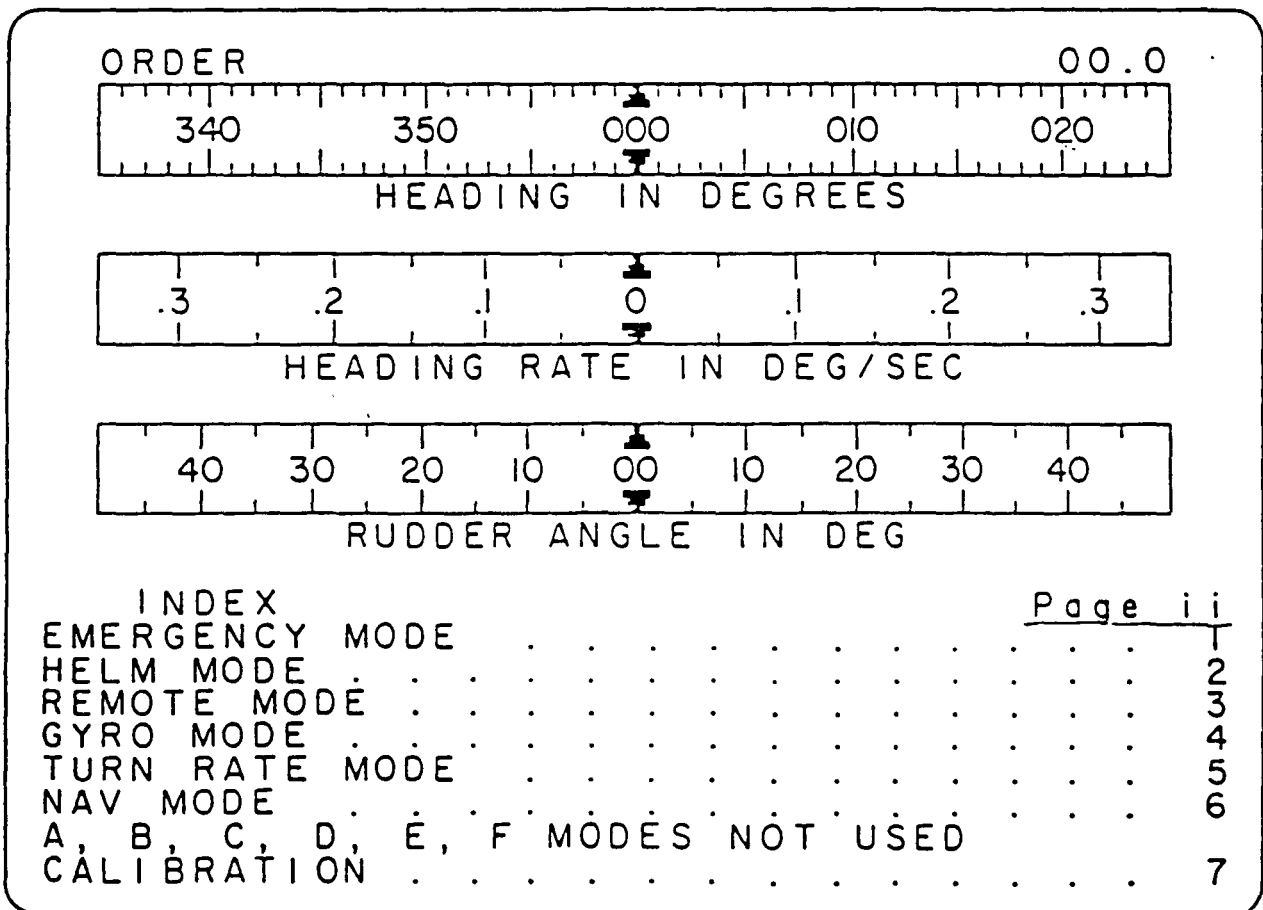 ORDER 00.0
340 350 000 010 020
HEADING IN DEGREES
.3 .2 .1 0 .1 .2 .3
HEADING RATE IN DEG/SEC
40 30 20 10 00 10 20 30 40
RUDDER ANGLE IN DEG
INDEX Page ii
EMERGENCY MODE . . . . . . . . . . . 1
HELM MODE . . . . . . . . . . . . . . 2
REMOTE MODE . . . . . . . . . . . . . 3
GYRO MODE . . . . . . . . . . . . . . 4
TURN RATE MODE . . . . . . . . . . . 5
NAV MODE . . . . . . . . . . . . . . 6
A, B, C, D, E, F MODES NOT USED
CALIBRATION . . . . . . . . . . . . . 7